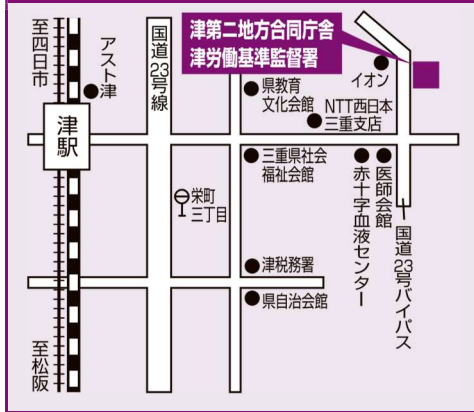 津第二地方合同庁舎
津労働基準監督署
至四日市
アスト津
国道23号線
県教育
文化会館
イオン
NTT西日本
三重支店
津駅
三重県社会
福祉会館
医師会館
赤十字血液センター
国道23号バイパス
栄町
三丁目
津税務署
県自治会館
至松阪